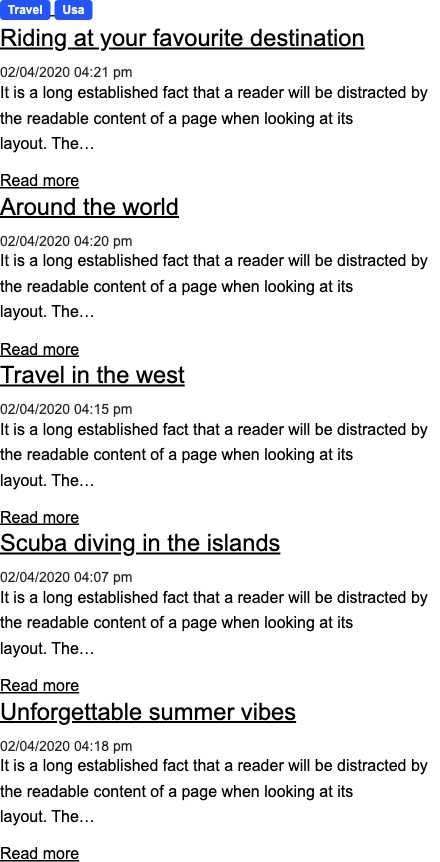 Travel Usa
Riding at your favourite destination
02/04/2020 04:21 pm
It is a long established fact that a reader will be distracted by
the readable content of a page when looking at its
layout. The…
Read more
Around the world
02/04/2020 04:20 pm
It is a long established fact that a reader will be distracted by
the readable content of a page when looking at its
layout. The…
Read more
Travel in the west
02/04/2020 04:15 pm
It is a long established fact that a reader will be distracted by
the readable content of a page when looking at its
layout. The…
Read more
Scuba diving in the islands
02/04/2020 04:07 pm
It is a long established fact that a reader will be distracted by
the readable content of a page when looking at its
layout. The…
Read more
Unforgettable summer vibes
02/04/2020 04:18 pm
It is a long established fact that a reader will be distracted by
the readable content of a page when looking at its
layout. The…
Read more